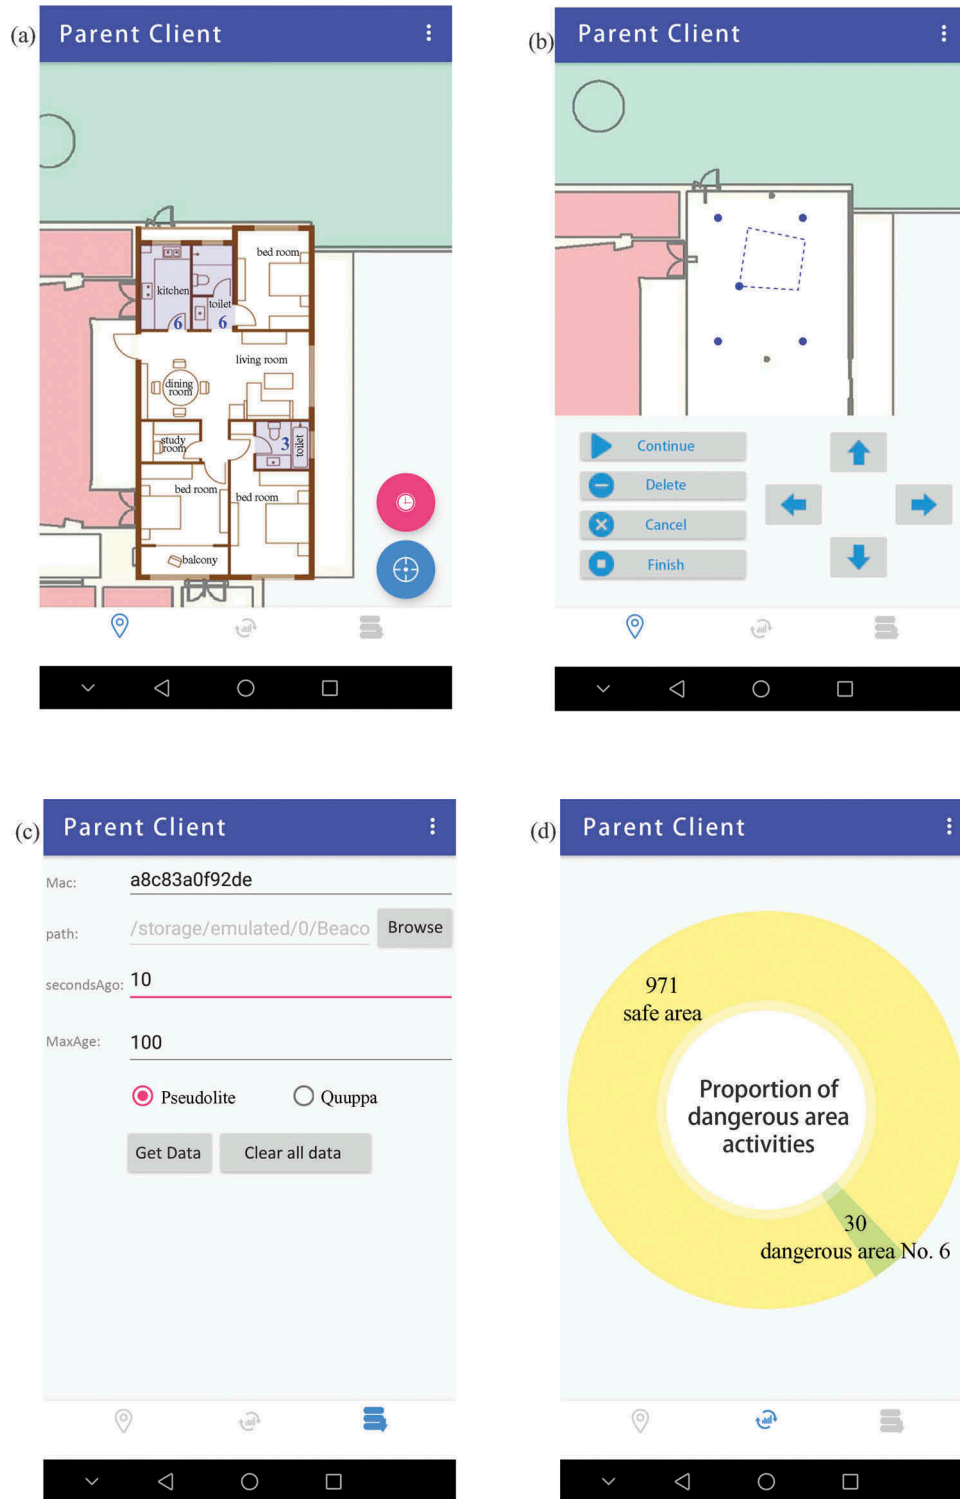 (a)
Parent Client
bed room
kitchen
toilet
6
6
living room
dining
room
study
room
3
toilet
bed room
bed room
balcony
(b)
Parent Client
Continue
Delete
Cancel
Finish
(c)
Parent Client
Mac: a8c83a0f92de
path: /storage/emulated/0/Beaco Browse
secondsAgo: 10
MaxAge: 100
Pseudolite Quuppa
Get Data Clear all data
(d)
Parent Client
971
safe area
Proportion of
dangerous area
activities
30
dangerous area No. 6